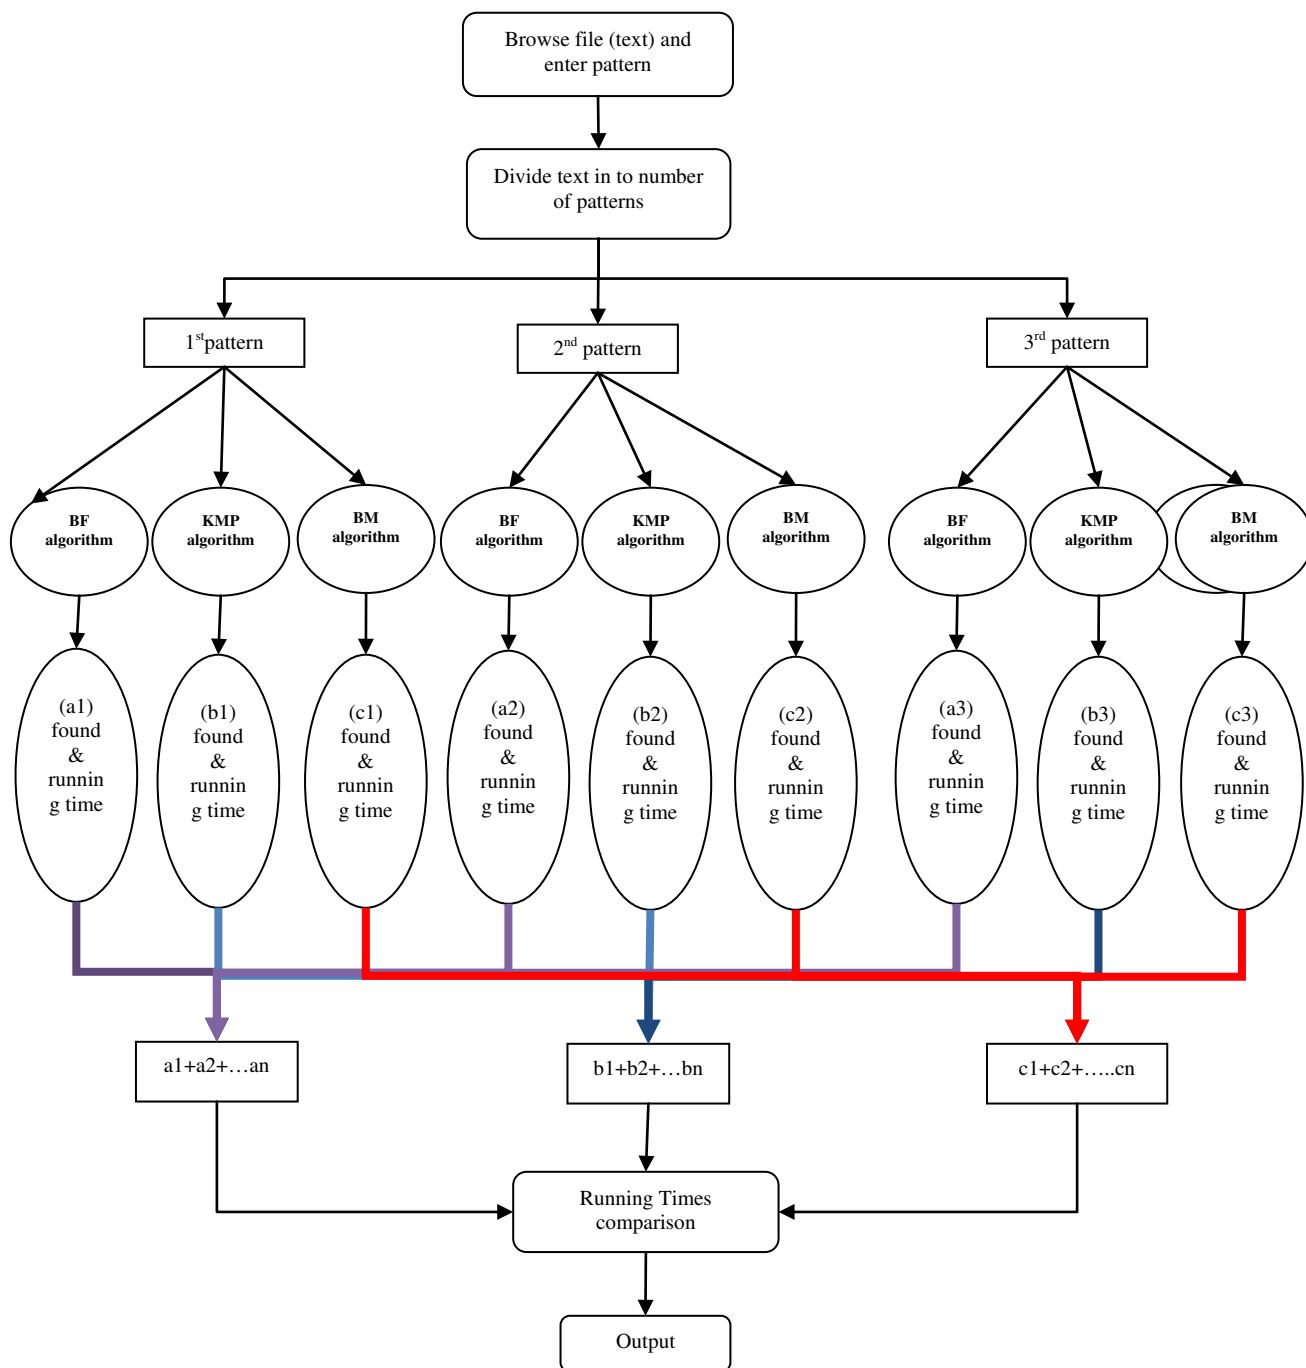 Browse file (text) and
enter pattern
Divide text in to number
of patterns
1st pattern
2nd pattern
3rd pattern
BF
algorithm
KMP
algorithm
BM
algorithm
BF
algorithm
KMP
algorithm
BM
algorithm
BF
algorithm
KMP
algorithm
BM
algorithm
(a1)
found
&
runnin
g time
(b1)
found
&
runnin
g time
(c1)
found
&
runnin
g time
(a2)
found
&
runnin
g time
(b2)
found
&
runnin
g time
(c2)
found
&
runnin
g time
(a3)
found
&
runnin
g time
(b3)
found
&
runnin
g time
(c3)
found
&
runnin
g time
a1+a2+…an
b1+b2+…bn
c1+c2+…..cn
Running Times
comparison
Output